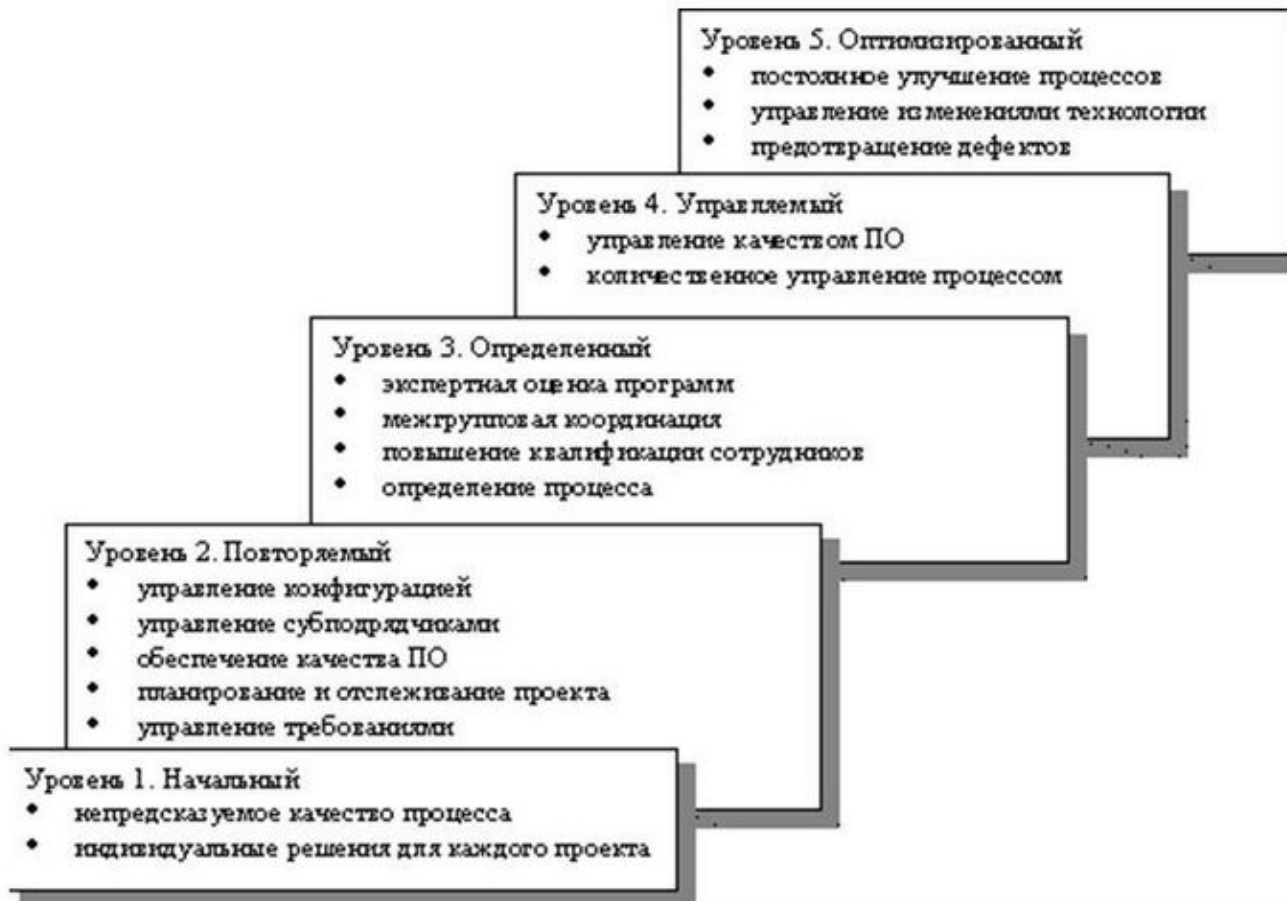 Уровень 5. Оптимизированный
• постоянное улучшение процессов
• управление изменениями технологии
• предотвращение дефектов
Уровень 4. Управляемый
• управление качеством ПО
• количественное управление процессом
Уровень 3. Определенный
• экспертная оценка программ
• межгрупповая координация
• повышение квалификации сотрудников
• определение процесса
Уровень 2. Повторяемый
• управление конфигурацией
• управление субподрядчиками
• обеспечение качества ПО
• планирование и отслеживание проекта
• управление требованиями
Уровень 1. Начальный
• непредсказуемое качество процесса
• индивидуальные решения для каждого проекта